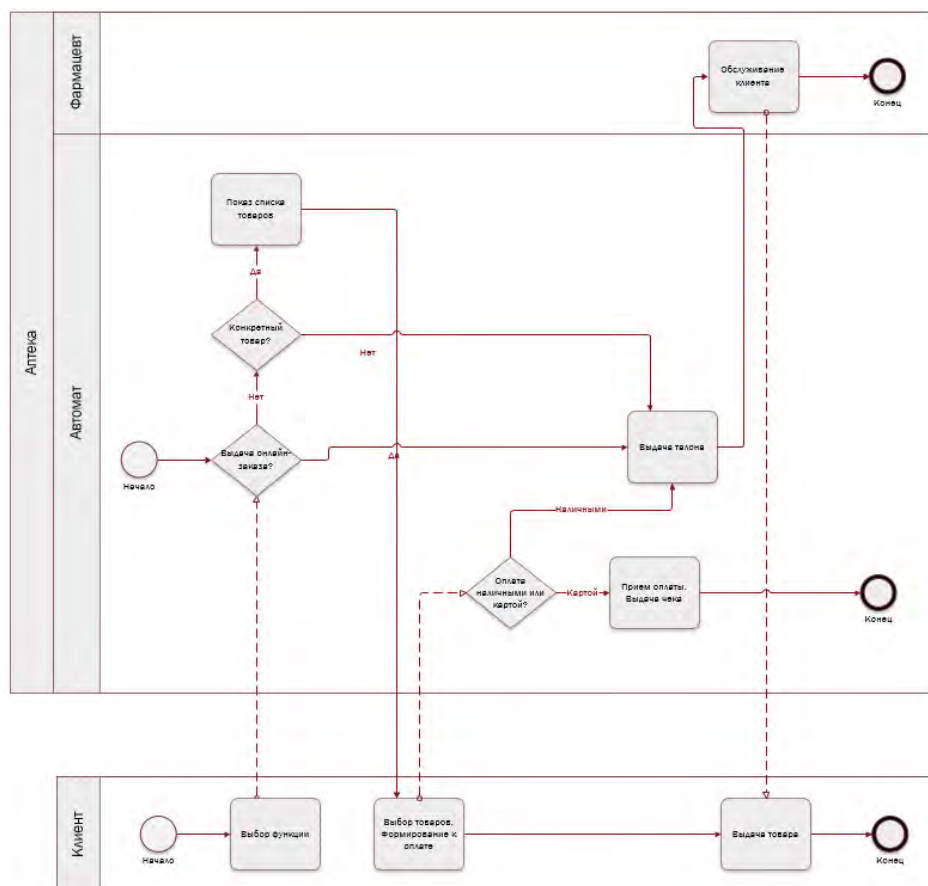 Аптека
Фармацевт
Обслуживание
клиента
Конец
Автомат
Показ списка
товаров
Да
Конкретный
товар?
Нет
Нет
Начало
Выдача онлайн-
заказа?
Да
Выдача талона
Наличными
Оплата
наличными или
картой?
Картой
Прием оплаты.
Выдача чека
Конец
Клиент
Начало
Выбор функции
Выбор товаров.
Формирование к
оплате
Выдача товара
Конец